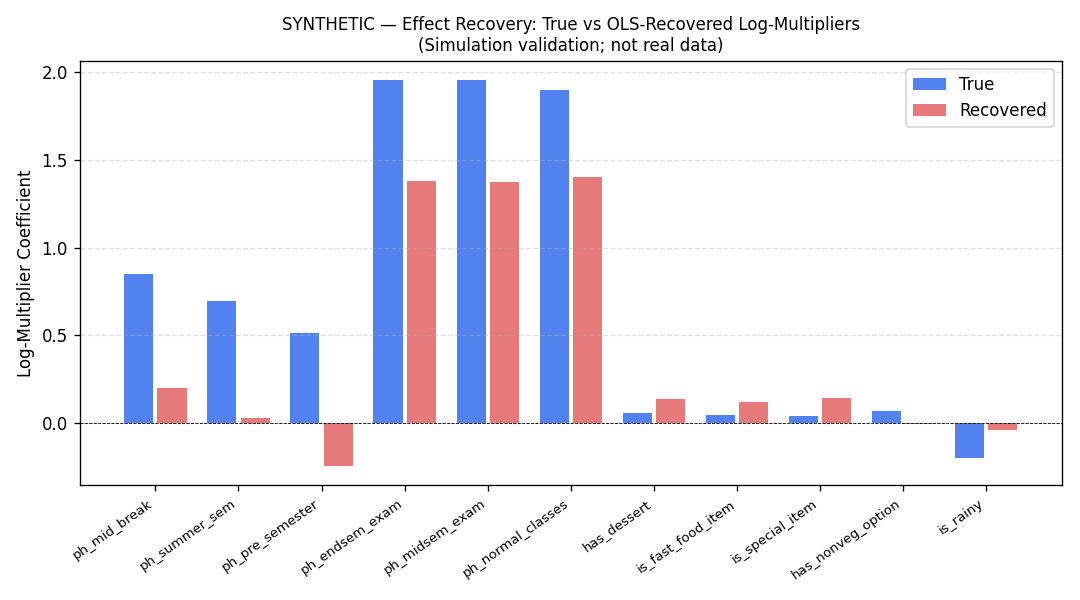 SYNTHETIC — Effect Recovery: True vs OLS-Recovered Log-Multipliers
(Simulation validation; not real data)
True
Recovered
Log-Multiplier Coefficient
2.0
1.5
1.0
0.5
0.0
ph_mid_break
ph_summer_sem
ph_pre_semester
ph_endsem_exam
ph_midsem_exam
ph_normal_classes
has_dessert
is_fast_food_item
is_special_item
has_nonveg_option
is_rainy